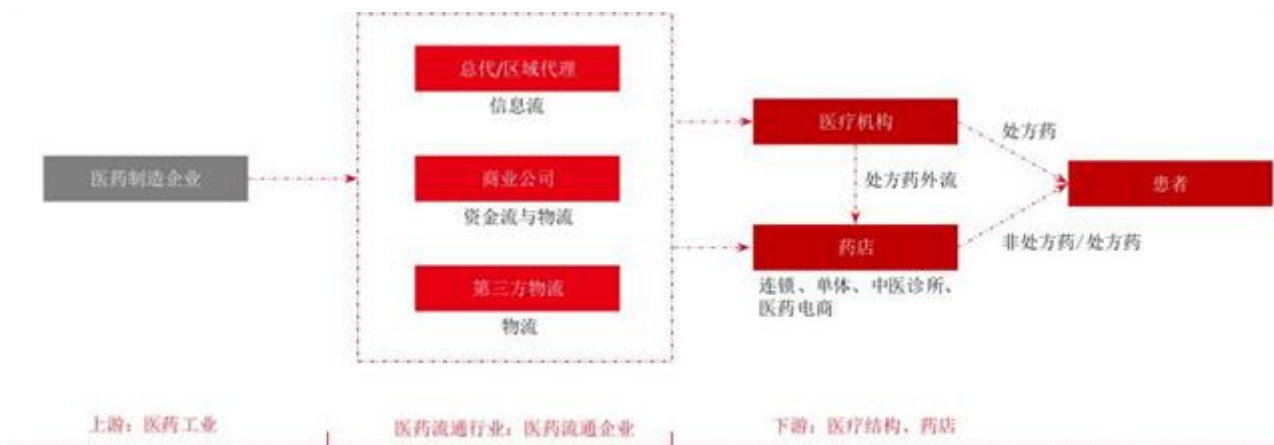 总代/区域代理
信息流
医药制造企业
商业公司
资金流与物流
第三方物流
物流
医疗机构
处方药
处方药外流
患者
药店
非处方药/处方药
连锁、单体、中医诊所、
医药电商
上游：医药工业
医药流通行业：医药流通企业
下游：医疗结构、药店